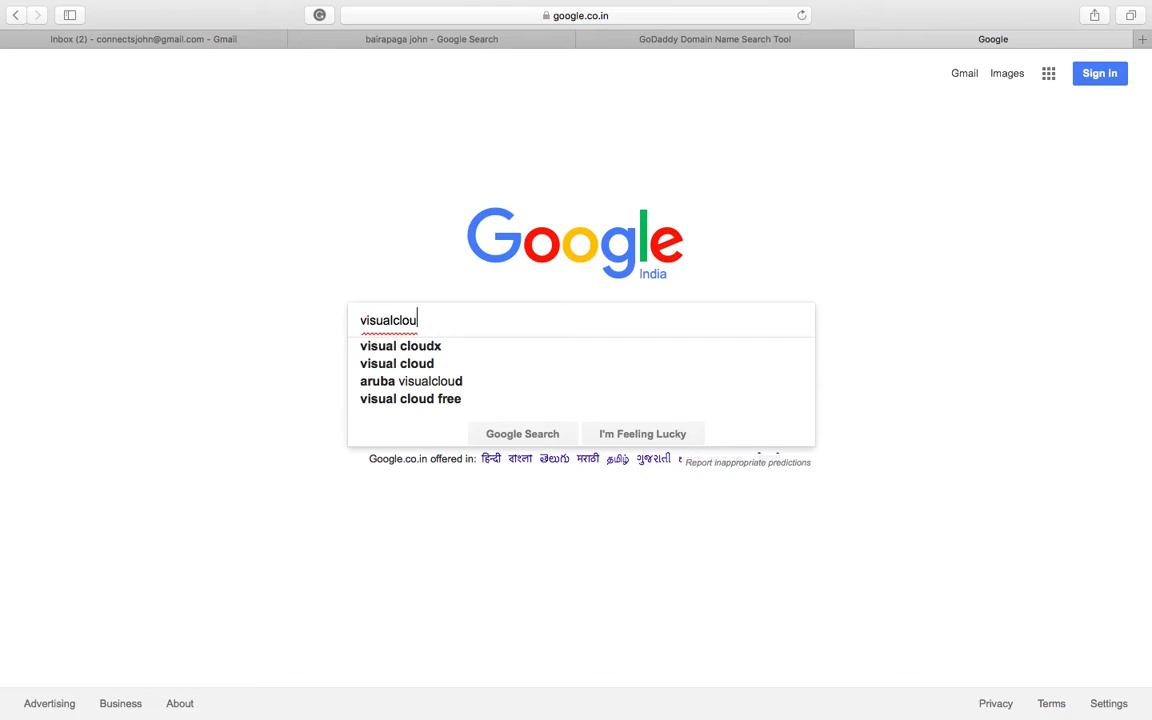 google.co.in
Inbox (2) - connectsjohn@gmail.com - Gmail
bairapaga john - Google Search
GoDaddy Domain Name Search Tool
Google
Gmail
Images
Sign in
Google
India
visualclou
visual cloudx
visual cloud
aruba visualcloud
visual cloud free
Google Search
I'm Feeling Lucky
Google.co.in offered in: हिन्दी বাংলা తెలుగు मराठी தமிழ் ગુજરાતી
Report inappropriate predictions
Advertising
Business
About
Privacy
Terms
Settings